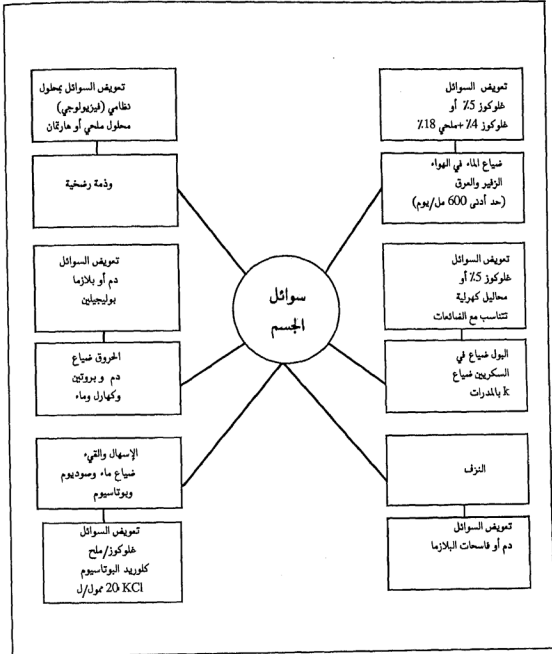 تعويض السوائل
غلوكوز 5٪ أو
غلوكوز 4٪ +ملحي 18٪
ضياع الماء في الهواء
الزفير والعرق
(حد أدنى 600 مل/يوم)
تعويض السوائل
غلوكوز 5٪ أو
محاليل كهرلية
تتناسب مع الضائعات
البول ضياع في
السكريين ضياع
k بالمدرات
النزف
تعويض السوائل
دم أو فاسحات البلازما
سوائل
الجسم
تعويض السوائل بمحلول
نظامي (فيزيولوجي)
محلول ملحي أو هارتمان
وذمة رضخية
تعويض السوائل
دم أو بلازما
بوليجيلين
الحروق ضياع
دم و بروتين
وكهارل وماء
الإسهال والقيء
ضياع ماء وصوديوم
وبوتاسيوم
تعويض السوائل
غلوكوز/ملح
كلوريد البوتاسيوم
20 KCl ممول/ل